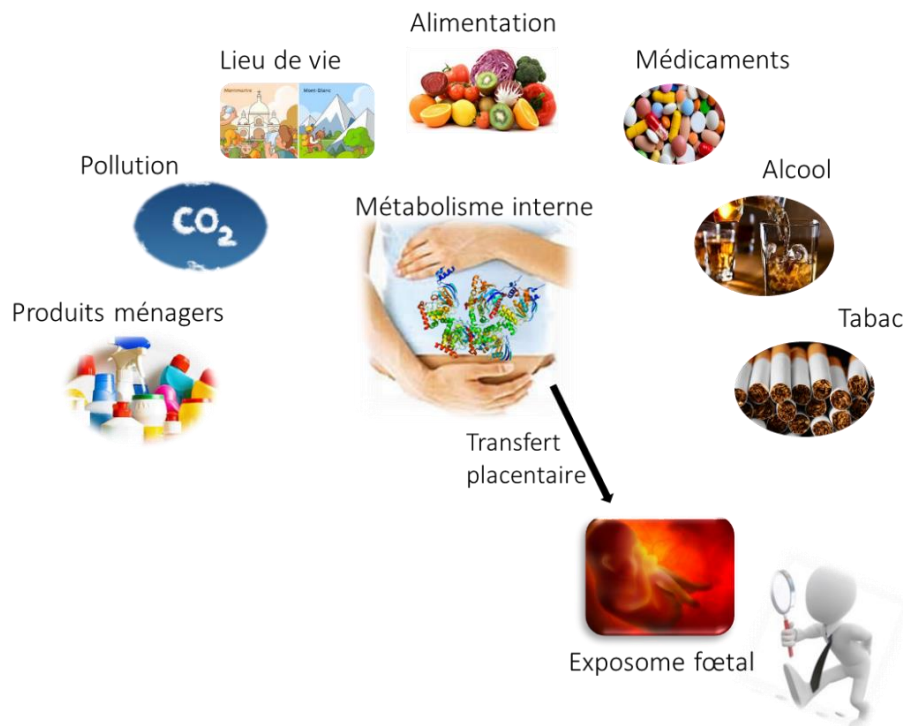 Alimentation
Lieu de vie
Médicaments
Pollution
Alcool
CO2
Métabolisme interne
Produits ménagers
Tabac
Transfert
placentaire
Exposome fœtal